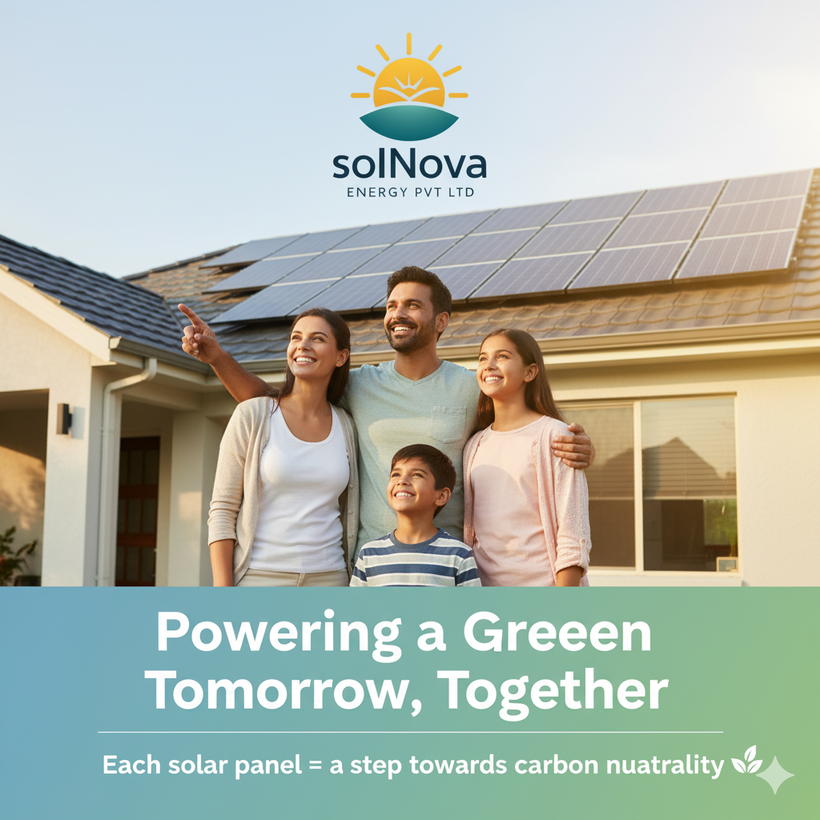 solNova
ENERGY PVT LTD
Powering a Greeen
Tomorrow, Together
Each solar panel = a step towards carbon nuatrality